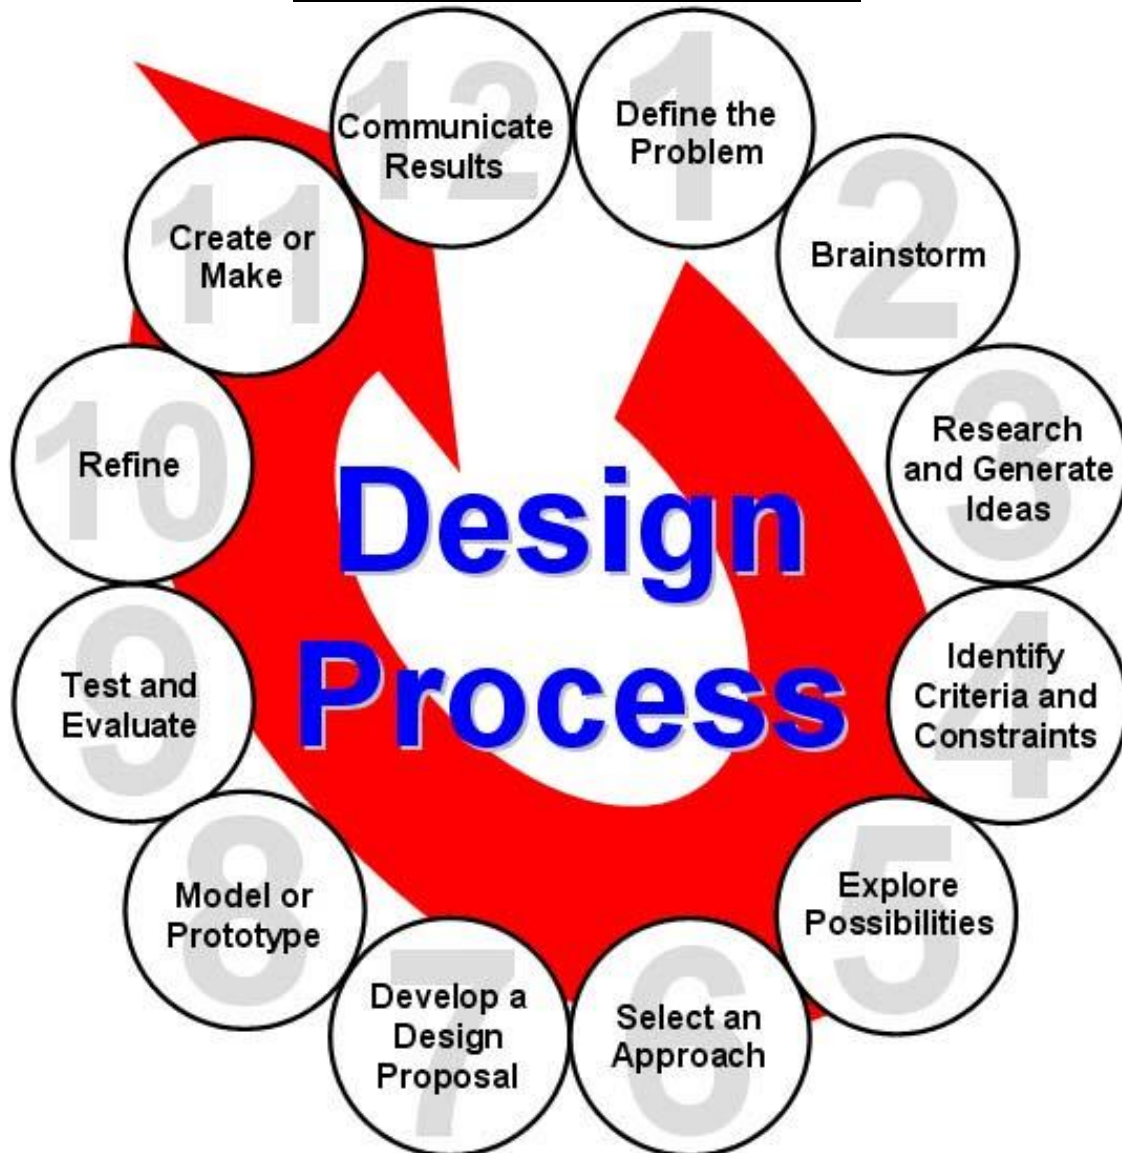 1
Define the
Problem
2
Brainstorm
3
Research
and Generate
Ideas
4
Identify
Criteria and
Constraints
5
Explore
Possibilities
6
Select an
Approach
7
Develop a
Design
Proposal
8
Model or
Prototype
9
Test and
Evaluate
10
Refine
11
Create or
Make
12
Communicate
Results
Design
Process